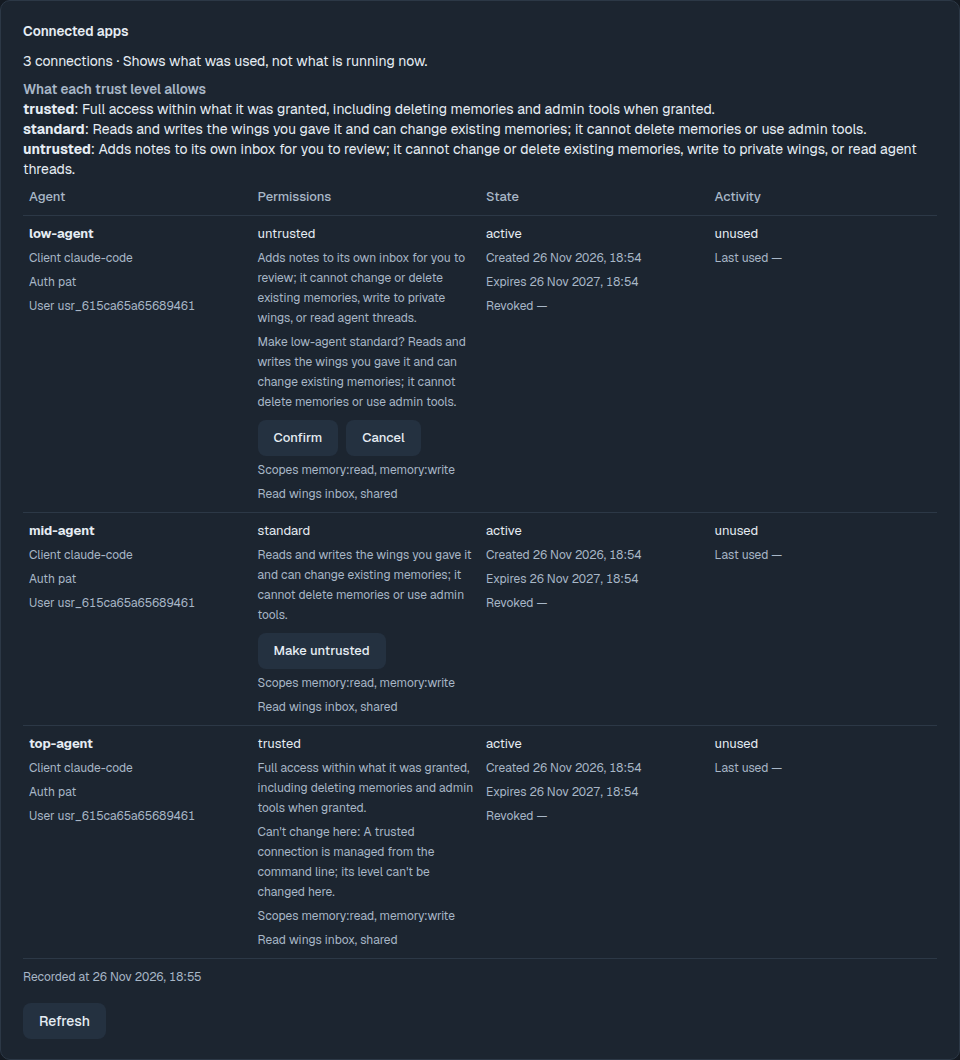 Connected apps
3 connections · Shows what was used, not what is running now.
What each trust level allows
trusted: Full access within what it was granted, including deleting memories and admin tools when granted.
standard: Reads and writes the wings you gave it and can change existing memories; it cannot delete memories or use admin tools.
untrusted: Adds notes to its own inbox for you to review; it cannot change or delete existing memories, write to private wings, or read agent
threads.
Agent Permissions State Activity
low-agent
Client claude-code
Auth pat
User usr_615ca65a65689461
untrusted
Adds notes to its own inbox for you to
review; it cannot change or delete
existing memories, write to private
wings, or read agent threads.
Make low-agent standard? Reads and
writes the wings you gave it and can
change existing memories; it cannot
delete memories or use admin tools.
Confirm Cancel
Scopes memory:read, memory:write
Read wings inbox, shared
active
Created 26 Nov 2026, 18:54
Expires 26 Nov 2027, 18:54
Revoked —
unused
Last used —
mid-agent
Client claude-code
Auth pat
User usr_615ca65a65689461
standard
Reads and writes the wings you gave it
and can change existing memories; it
cannot delete memories or use admin
tools.
Make untrusted
Scopes memory:read, memory:write
Read wings inbox, shared
active
Created 26 Nov 2026, 18:54
Expires 26 Nov 2027, 18:54
Revoked —
unused
Last used —
top-agent
Client claude-code
Auth pat
User usr_615ca65a65689461
trusted
Full access within what it was granted,
including deleting memories and admin
tools when granted.
Can't change here: A trusted
connection is managed from the
command line; its level can't be
changed here.
Scopes memory:read, memory:write
Read wings inbox, shared
active
Created 26 Nov 2026, 18:54
Expires 26 Nov 2027, 18:54
Revoked —
unused
Last used —
Recorded at 26 Nov 2026, 18:55
Refresh